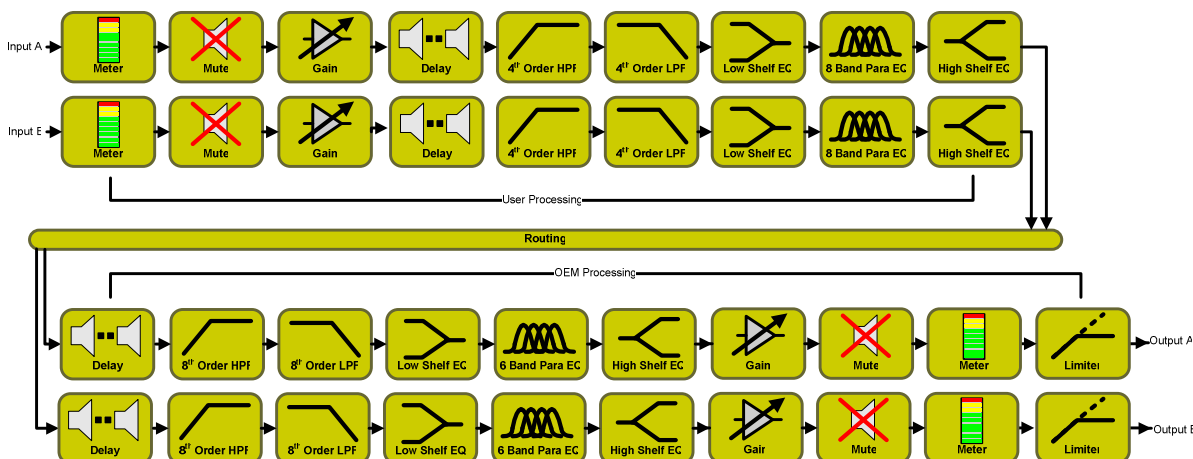 Input A
Meter
Mute
Gain
Delay
4th Order HPF
4th Order LPF
Low Shelf EQ
8 Band Para EQ
High Shelf EQ
Input E
Meter
Mute
Gain
Delay
4th Order HPF
4th Order LPF
Low Shelf EQ
8 Band Para EQ
High Shelf EQ
User Processing
Routing
OEM Processing
Delay
8th Order HPF
8th Order LPF
Low Shelf EQ
6 Band Para EQ
High Shelf EQ
Gain
Mute
Meter
Limiter
Output A
Delay
8th Order HPF
8th Order LPF
Low Shelf EQ
6 Band Para EQ
High Shelf EQ
Gain
Mute
Meter
Limiter
Output E